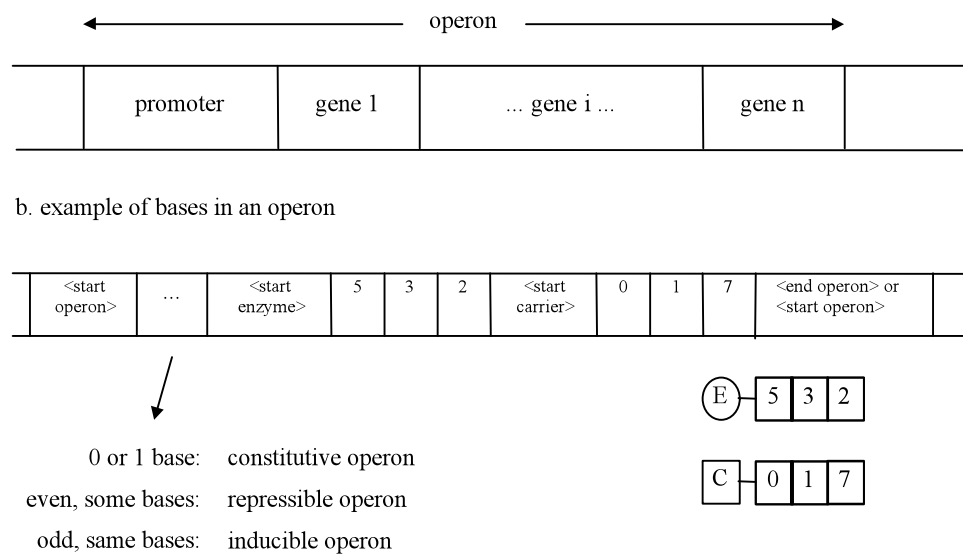 operon
promoter gene 1 ... gene i ... gene n
b. example of bases in an operon
<start operon> ... <start enzyme> 5 3 2 <start carrier> 0 1 7 <end operon> or <start operon>
E 5 3 2
0 or 1 base: constitutive operon
C 0 1 7
even, some bases: repressible operon
odd, same bases: inducible operon